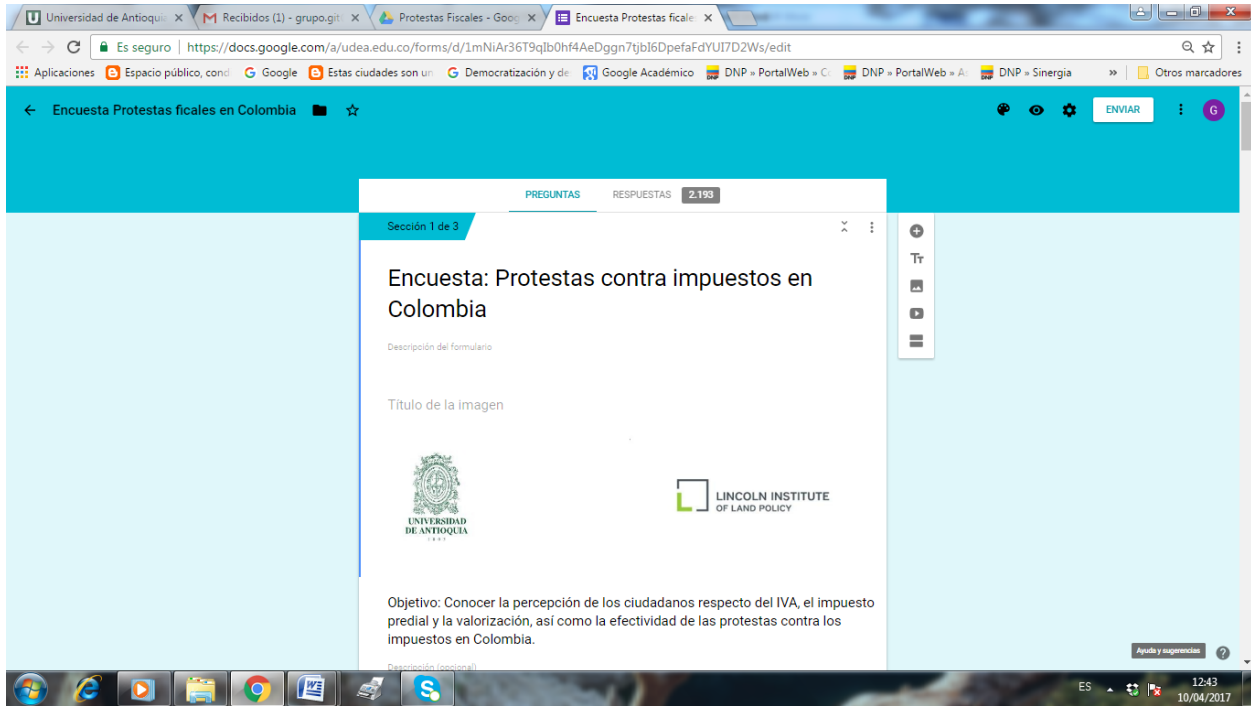 Universidad de Antioqui
Recibidos (1) - grupo.git
Protestas Fiscales - Goog
Encuesta Protestas ficale
Es seguro
https://docs.google.com/a/udea.edu.co/forms/d/1mNiAr36T9qIb0hf4AeDggn7tjbI6DpefaFdYUI7D2Ws/edit
Aplicaciones
Espacio público, cond
Google
Estas ciudades son un
Democratización y de
Google Académico
DNP » PortalWeb » C
DNP » PortalWeb » A
DNP » Sinergia
»
Otros marcadores
Encuesta Protestas ficales en Colombia
ENVIAR
G
PREGUNTAS
RESPUESTAS 2.193
Sección 1 de 3
Encuesta: Protestas contra impuestos en
Colombia
Descripción del formulario
Título de la imagen
UNIVERSIDAD
DE ANTIOQUIA
1803
LINCOLN INSTITUTE
OF LAND POLICY
Objetivo: Conocer la percepción de los ciudadanos respecto del IVA, el impuesto
predial y la valorización, así como la efectividad de las protestas contra los
impuestos en Colombia.
Descripción (opcional)
Ayuda y sugerencias
ES
12:43
10/04/2017